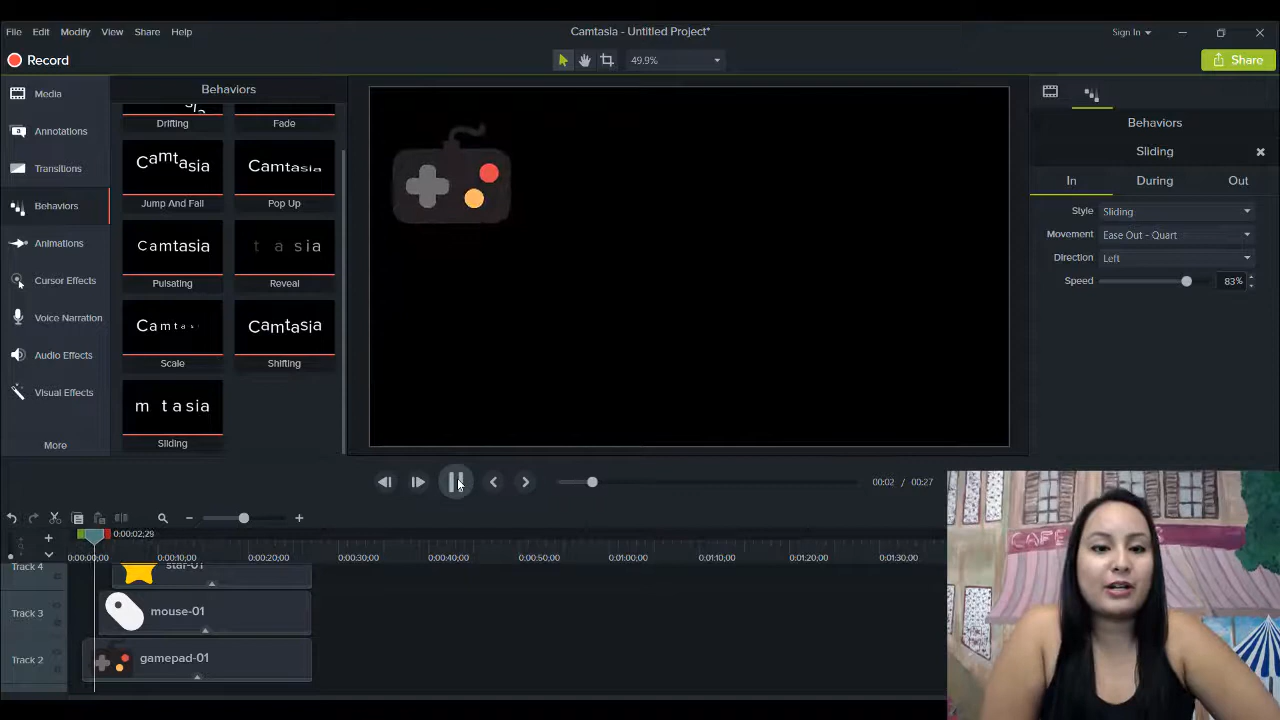 File Edit Modify View Share Help
Camtasia - Untitled Project*
Sign In
Record
49.9%
Share
Media
Annotations
Transitions
Behaviors
Animations
Cursor Effects
Voice Narration
Audio Effects
Visual Effects
More
Behaviors
Drifting
Fade
Camtasia
Camtasia
Jump And Fall
Pop Up
Camtasia
t a sia
Pulsating
Reveal
Camta
Camtasia
Scale
Shifting
m t asia
Sliding
Behaviors
Sliding
In During Out
Style Sliding
Movement Ease Out - Quart
Direction Left
Speed 83%
00:02 / 00:27
0:00:02;29
0:00:00;00 0:00:10;00 0:00:20;00 0:00:30;00 0:00:40;00 0:00:50;00 0:01:00;00 0:01:10;00 0:01:20;00 0:01:30;00
Track 4
star-01
Track 3
mouse-01
Track 2
gamepad-01
CAFE